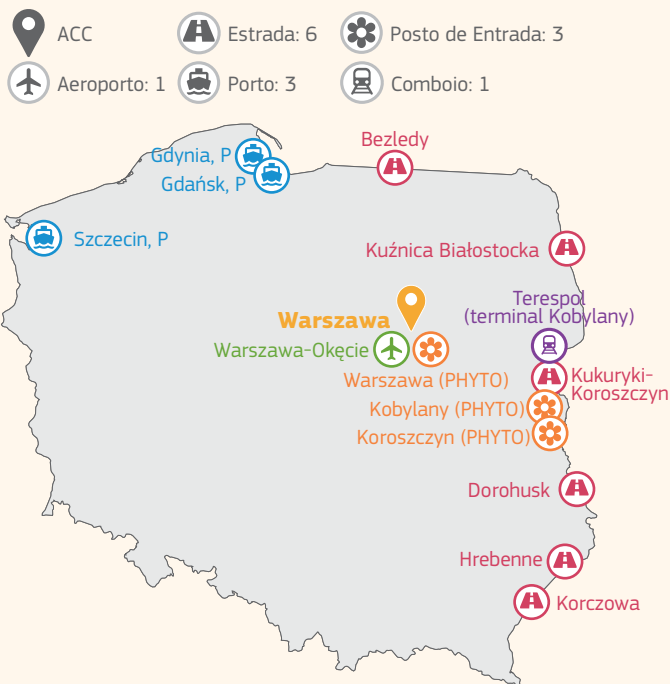 ACC
Estrada: 6
Posto de Entrada: 3
Aeroporto: 1
Porto: 3
Comboio: 1
Bezledy
Gdynia, P
Gdańsk, P
Szczecin, P
Kuźnica Białostocka
Terespol
(terminal Kobylany)
Warszawa
Warszawa-Okęcie
Warszawa (PHYTO)
Kukuryki-
Koroszczyn
Kobylany (PHYTO)
Koroszczyn (PHYTO)
Dorohusk
Hrebenne
Korczowa